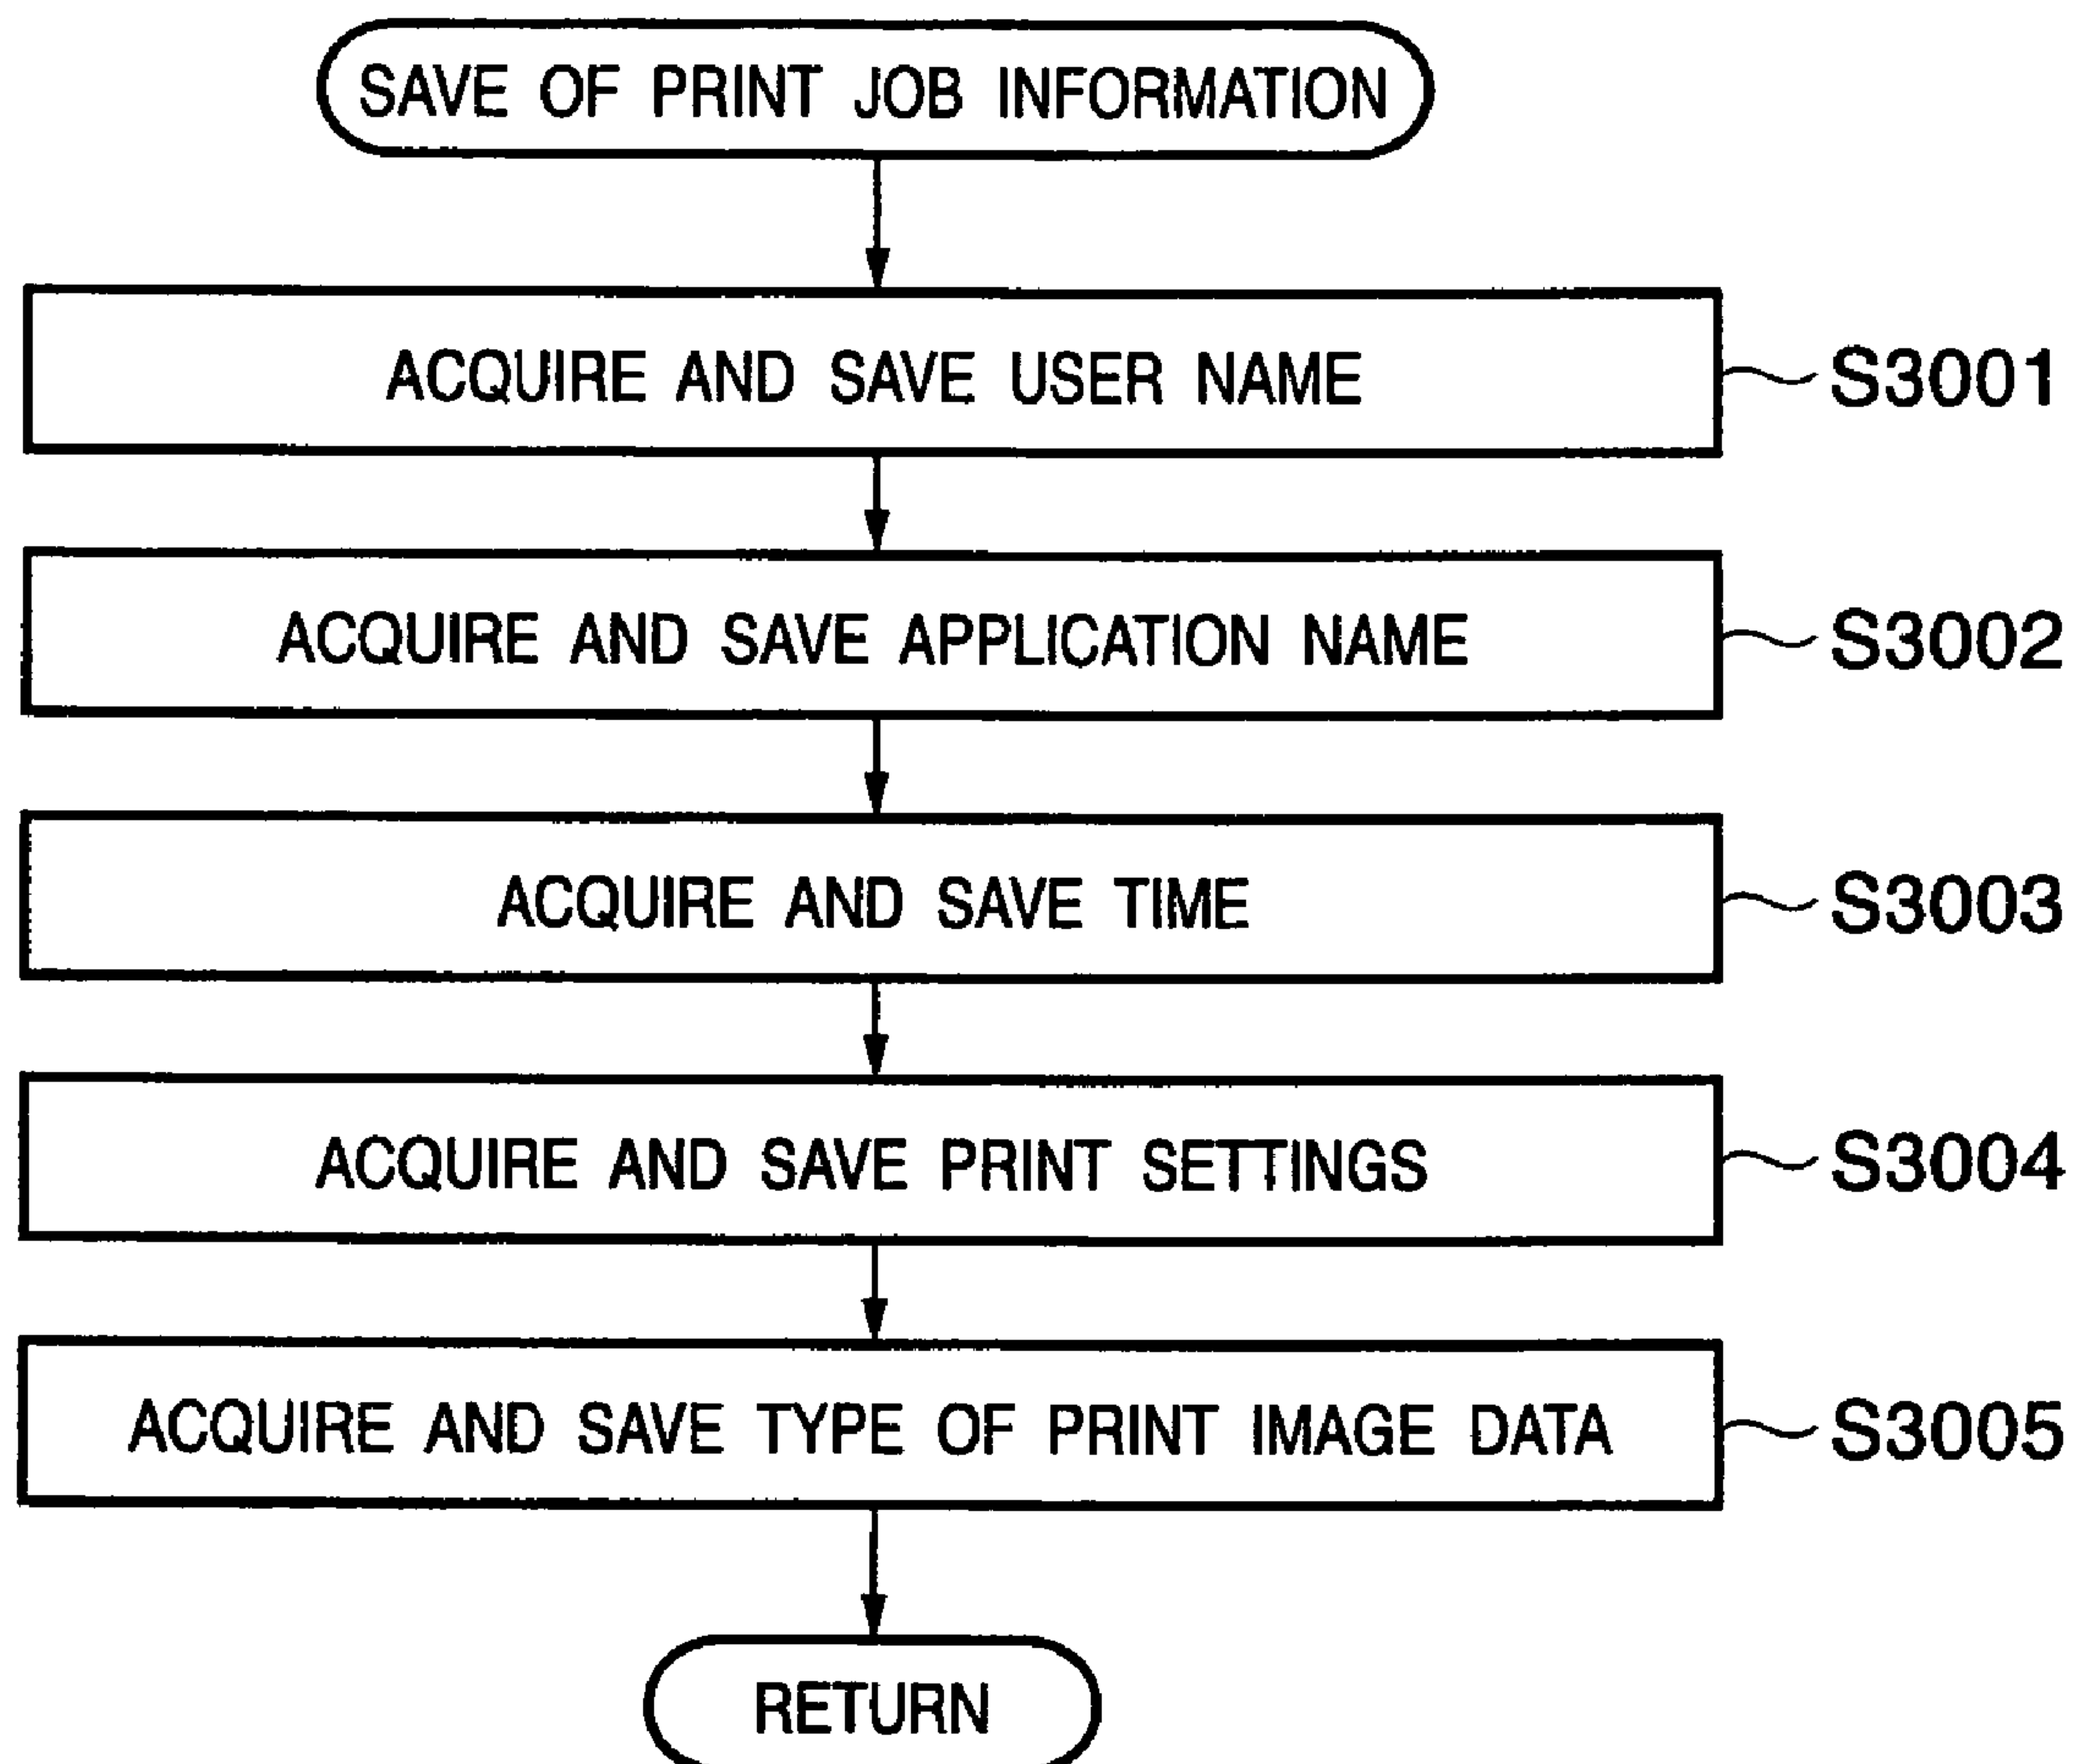 SAVE OF PRINT JOB INFORMATION
ACQUIRE AND SAVE USER NAME
S3001
ACQUIRE AND SAVE APPLICATION NAME
S3002
ACQUIRE AND SAVE TIME
S3003
ACQUIRE AND SAVE PRINT SETTINGS
S3004
ACQUIRE AND SAVE TYPE OF PRINT IMAGE DATA
S3005
RETURN